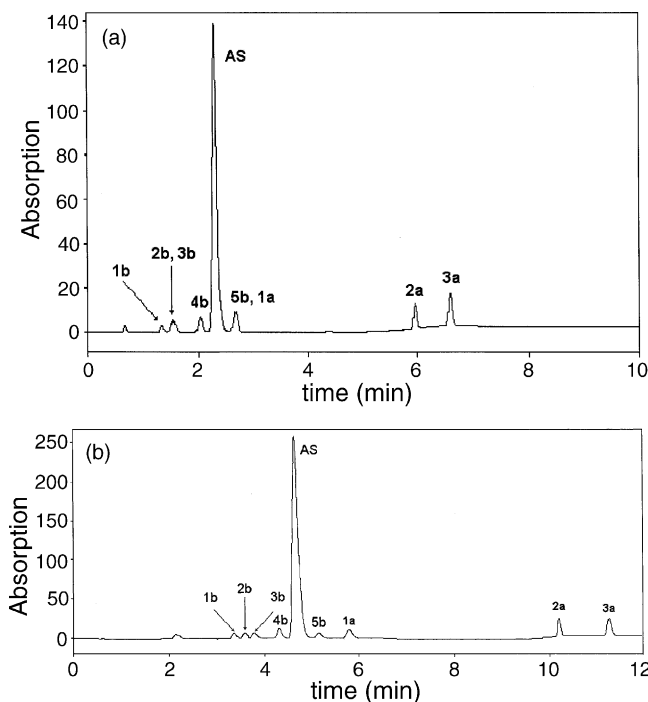 (a)
140
120
100
80
60
40
20
0
Absorption
AS
2b, 3b
1b
4b
5b, 1a
2a
3a
0 2 4 6 8 10
time (min)
(b)
250
200
150
100
50
0
Absorption
AS
1b
2b
3b
4b
5b
1a
2a
3a
0 2 4 6 8 10 12
time (min)